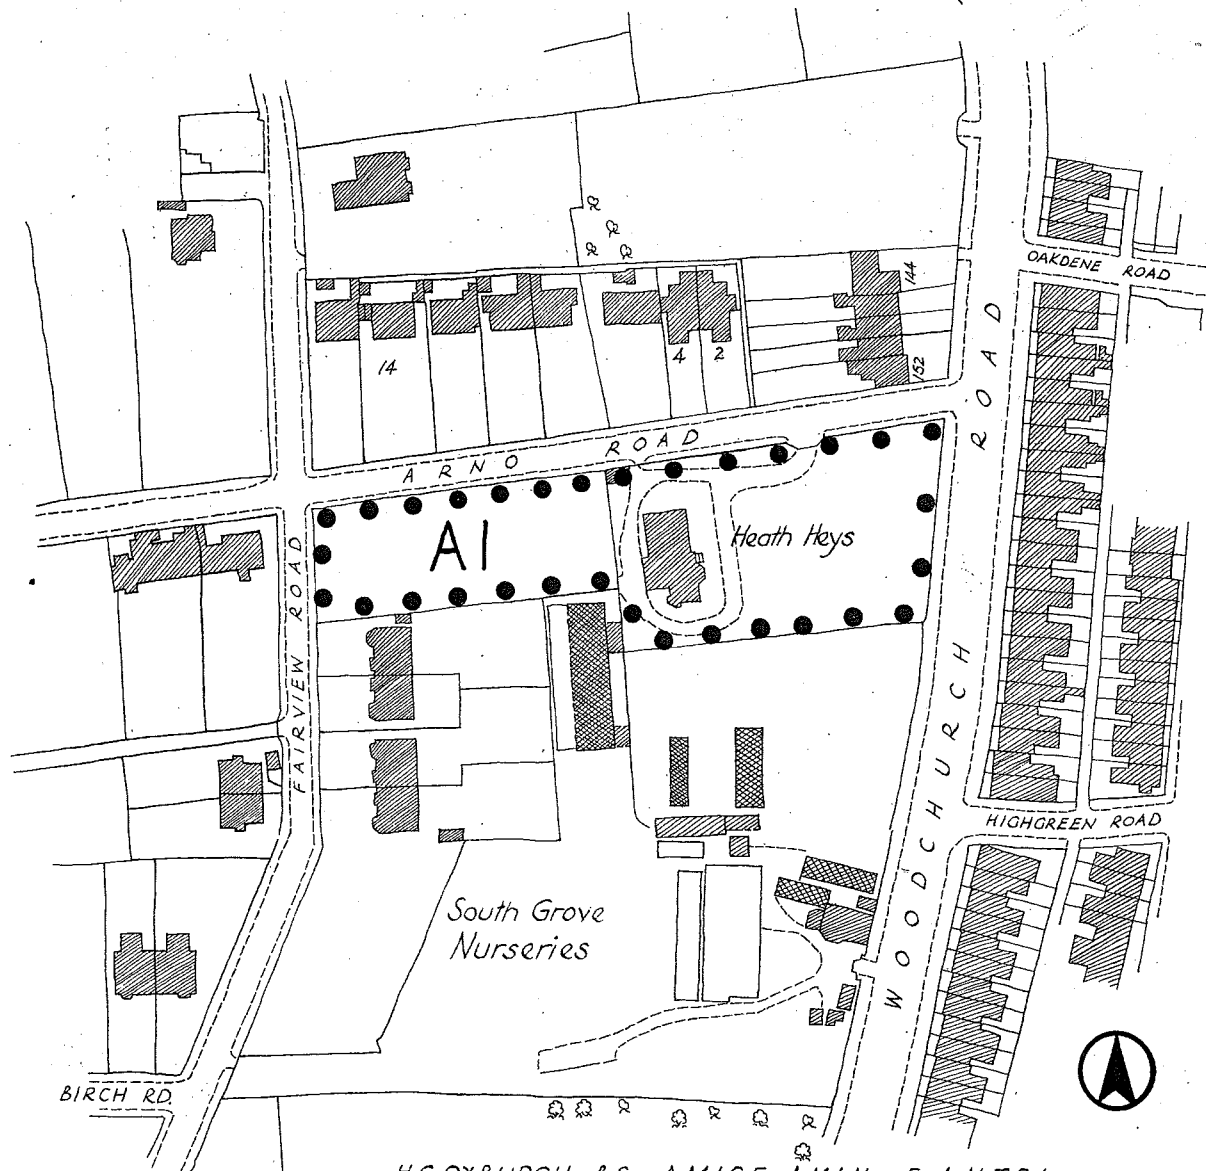 OAKDENE ROAD
144
14
4
2
152
ARNO ROAD
A1
Heath Heys
FAIRVIEW ROAD
WOODCHURCH ROAD
HIGHGREEN ROAD
South Grove
Nurseries
BIRCH RD.